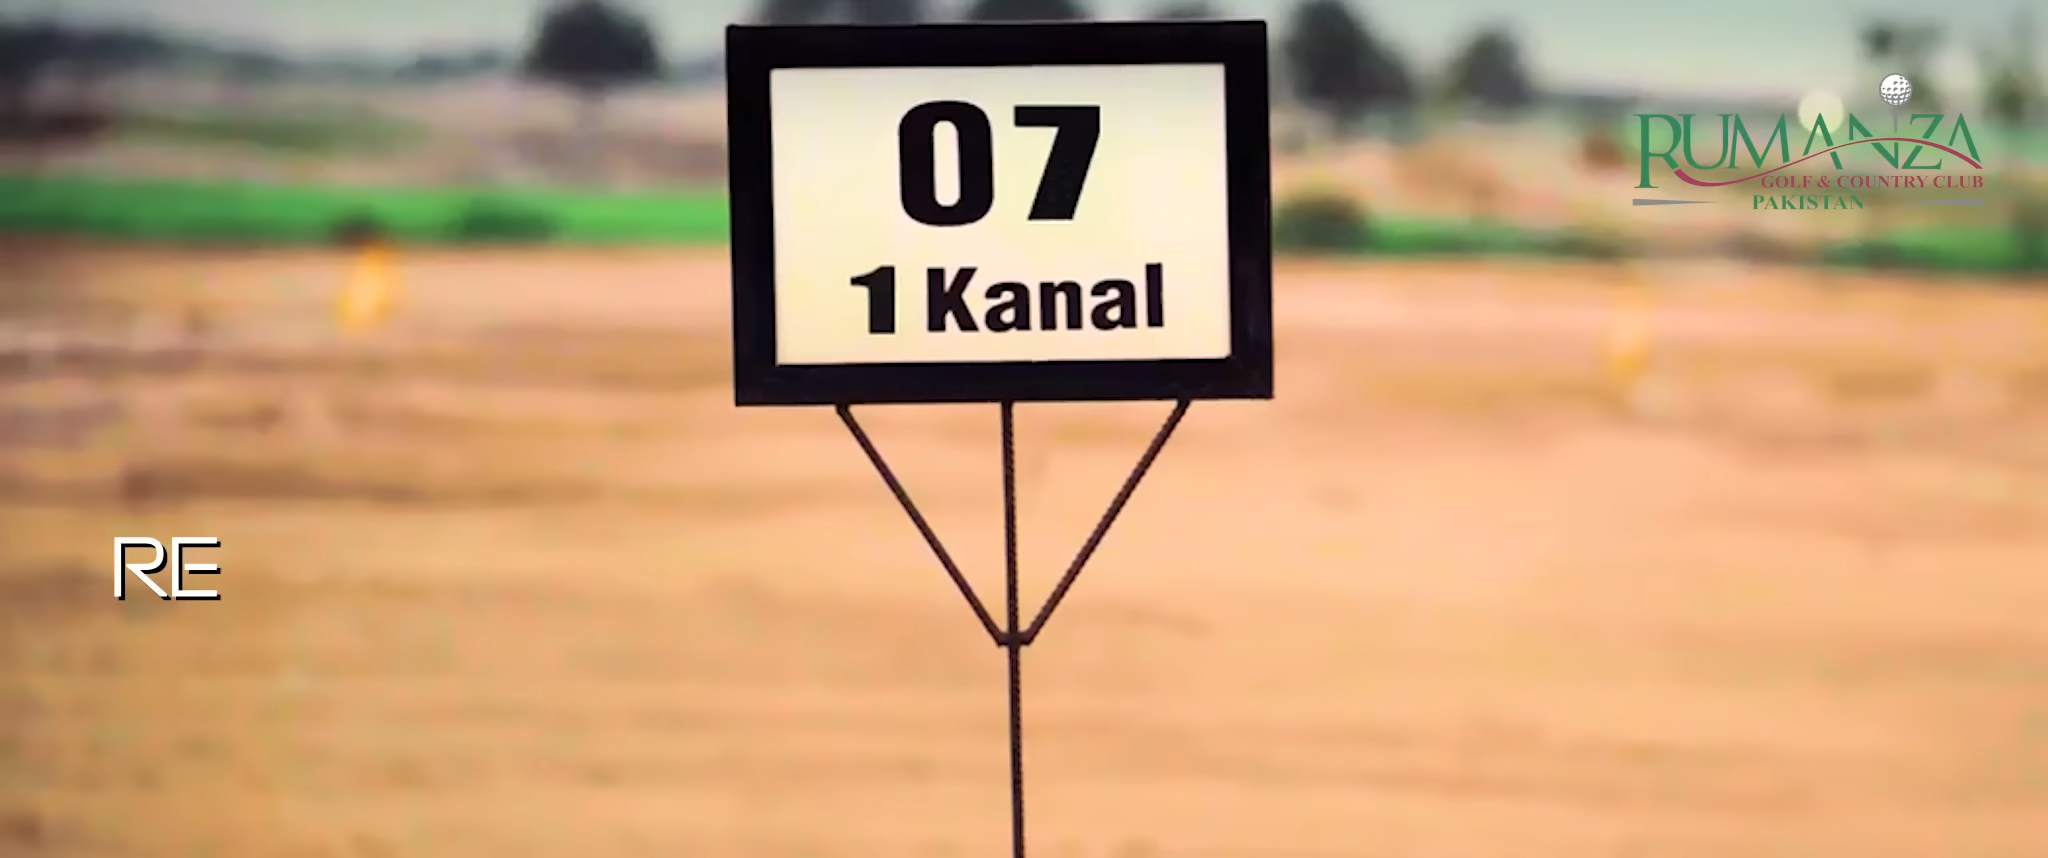 07
1 Kanal
RUMANZA
GOLF & COUNTRY CLUB
PAKISTAN
RE